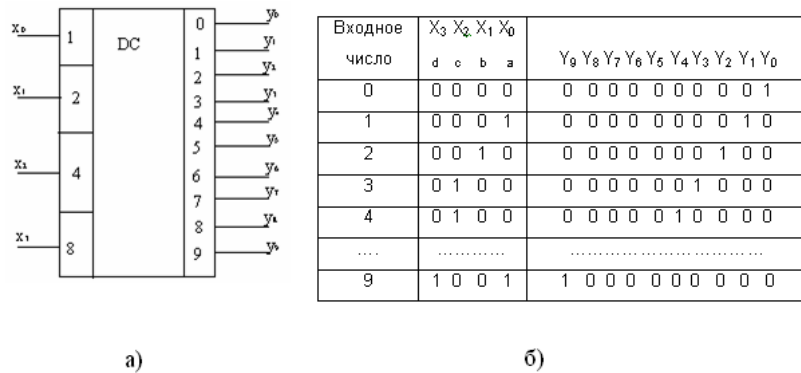 x₀ 1 DC 0 y₀
1 y₁
2 y₂
x₁ 2 3 y₃
4 y₄
5 y₅
x₂ 4 6 y₆
7 y₇
8 y₈
x₃ 8 9 y₉
а)
Входное число X₃ X₂ X₁ X₀
d c b a Y₉ Y₈ Y₇ Y₆ Y₅ Y₄ Y₃ Y₂ Y₁ Y₀
0 0 0 0 0 0 0 0 0 0 0 0 0 0 1
1 0 0 0 1 0 0 0 0 0 0 0 0 1 0
2 0 0 1 0 0 0 0 0 0 0 0 1 0 0
3 0 1 0 0 0 0 0 0 0 0 1 0 0 0
4 0 1 0 0 0 0 0 0 0 1 0 0 0 0
.... ............ ..............................
9 1 0 0 1 1 0 0 0 0 0 0 0 0 0
б)